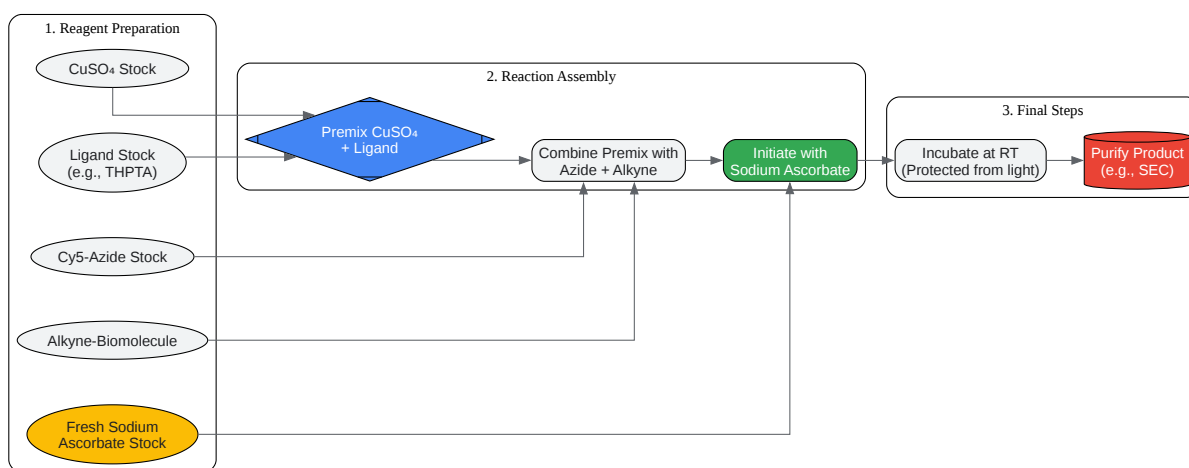 1. Reagent Preparation
CuSO₄ Stock
Ligand Stock
(e.g., THPTA)
Cy5-Azide Stock
Alkyne-Biomolecule
Fresh Sodium
Ascorbate Stock
2. Reaction Assembly
Premix CuSO₄
+ Ligand
Combine Premix with
Azide + Alkyne
Initiate with
Sodium Ascorbate
3. Final Steps
Incubate at RT
(Protected from light)
Purify Product
(e.g., SEC)